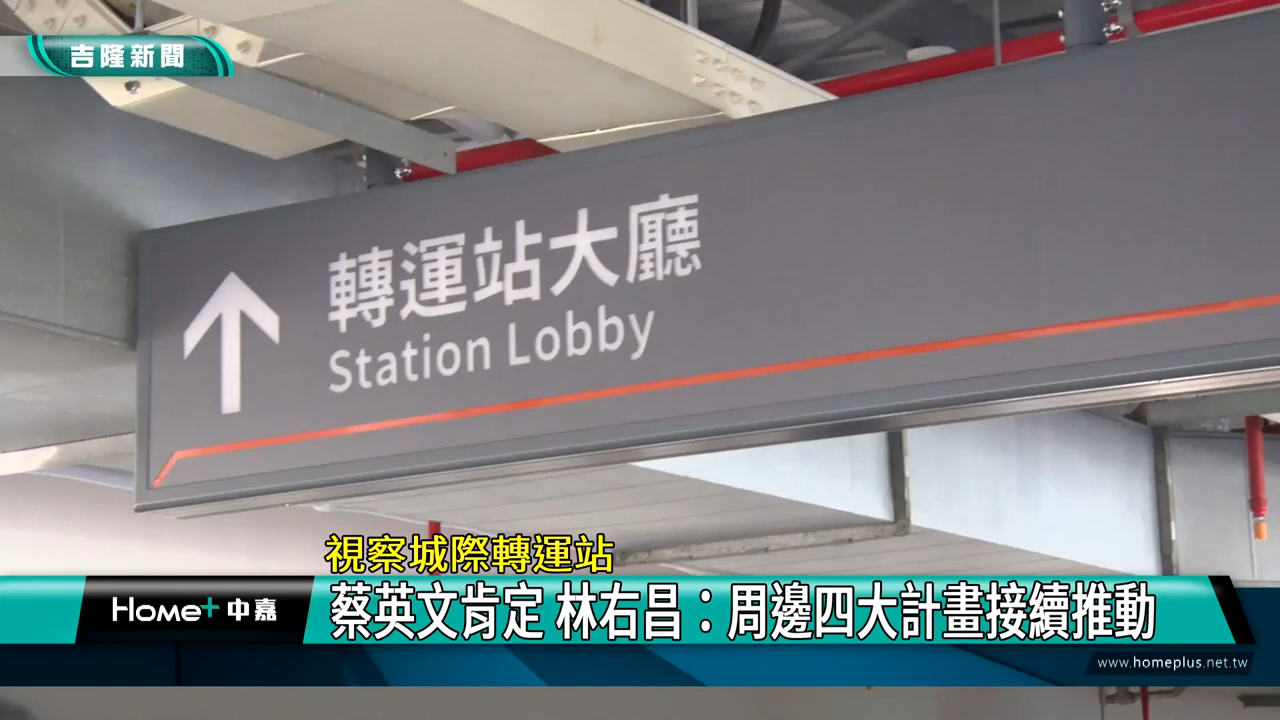 吉隆新聞
轉運站大廳
Station Lobby
視察城際轉運站
Home+中嘉
蔡英文肯定 林右昌：周邊四大計畫接續推動
www.homeplus.net.tw